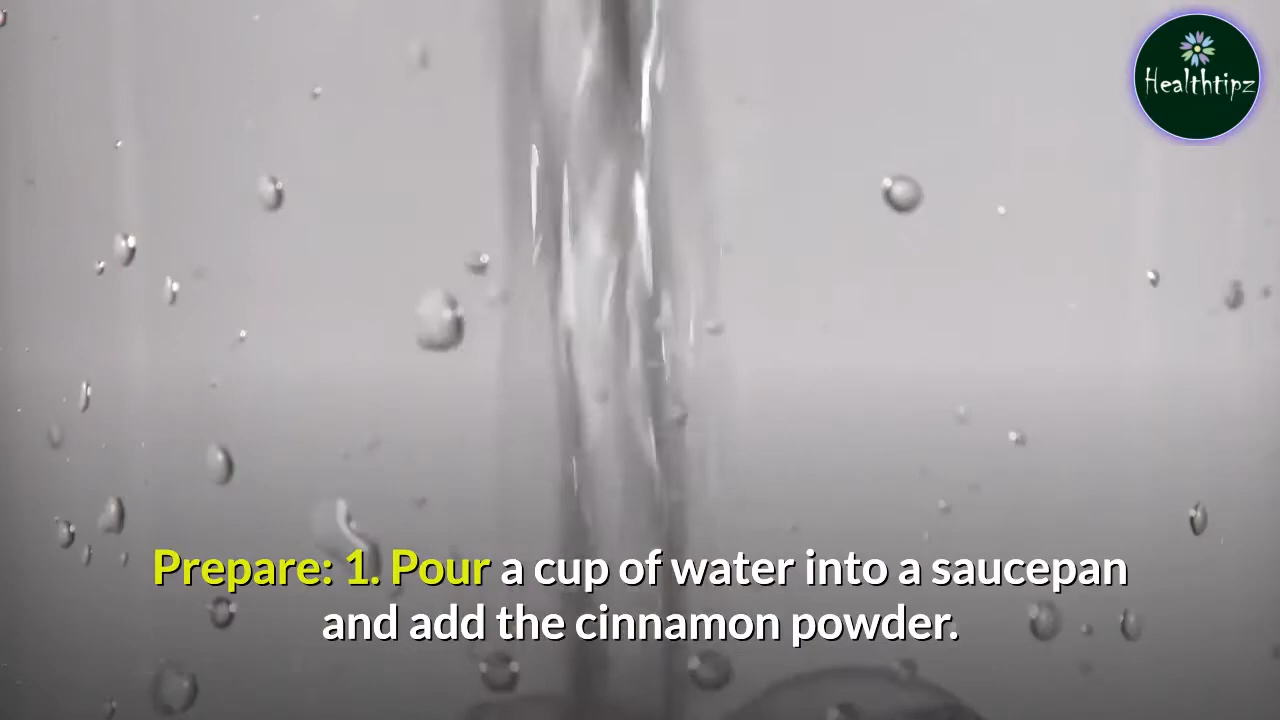 Healthtipz
Prepare: 1. Pour a cup of water into a saucepan
and add the cinnamon powder.